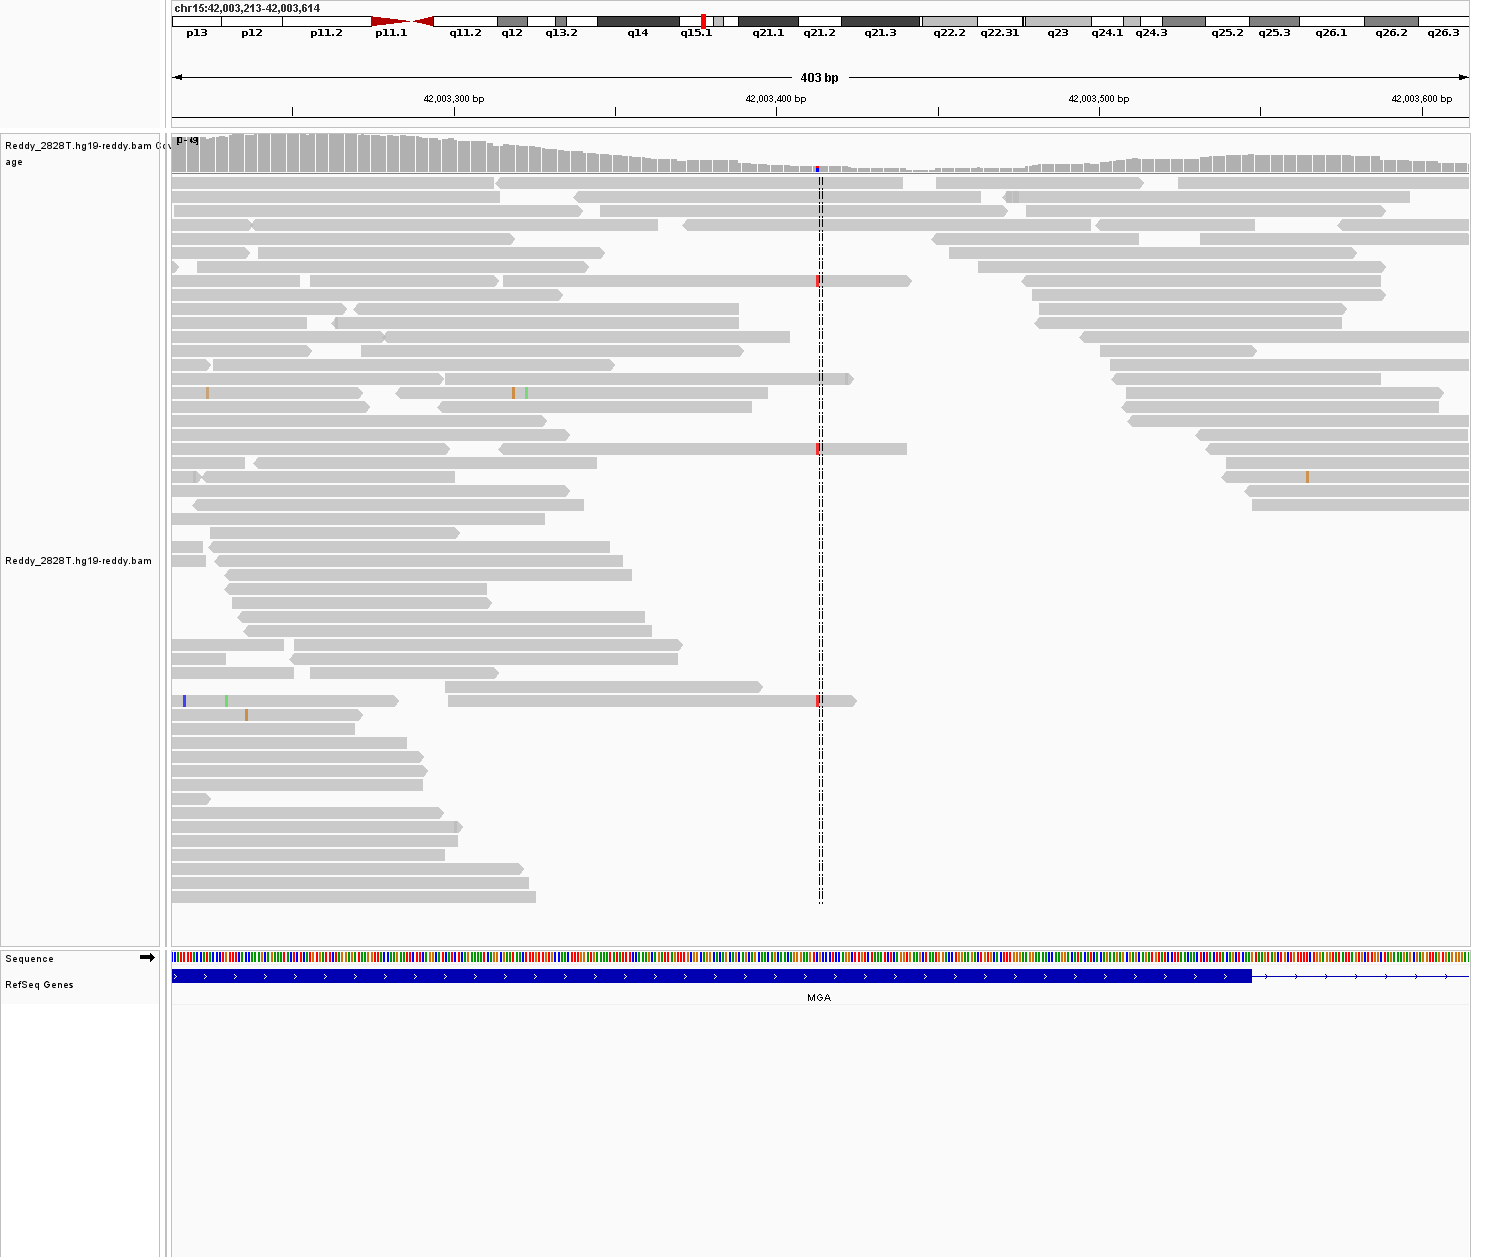 chr15:42,003,213-42,003,614
p13 p12 p11.2 p11.1 q11.2 q12 q13.2 q14 q15.1 q21.1 q21.2 q21.3 q22.2 q22.31 q23 q24.1 q24.3 q25.2 q25.3 q26.1 q26.2 q26.3
403 bp
42,003,300 bp 42,003,400 bp 42,003,500 bp 42,003,600 bp
Reddy_2828T.hg19-reddy.bam Cov
age
Reddy_2828T.hg19-reddy.bam
Sequence
RefSeq Genes
MGA